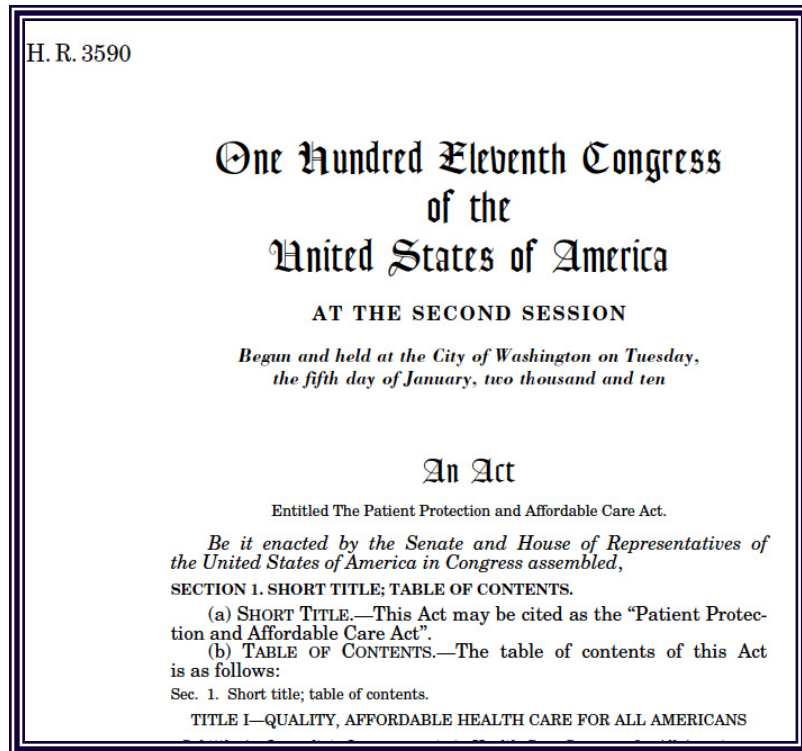 H. R. 3590
One Hundred Eleventh Congress
of the
United States of America
AT THE SECOND SESSION
Begun and held at the City of Washington on Tuesday,
the fifth day of January, two thousand and ten
An Act
Entitled The Patient Protection and Affordable Care Act.
Be it enacted by the Senate and House of Representatives of
the United States of America in Congress assembled,
SECTION 1. SHORT TITLE; TABLE OF CONTENTS.
(a) SHORT TITLE.—This Act may be cited as the “Patient Protec-
tion and Affordable Care Act”.
(b) TABLE OF CONTENTS.—The table of contents of this Act
is as follows:
Sec. 1. Short title; table of contents.
TITLE I—QUALITY, AFFORDABLE HEALTH CARE FOR ALL AMERICANS